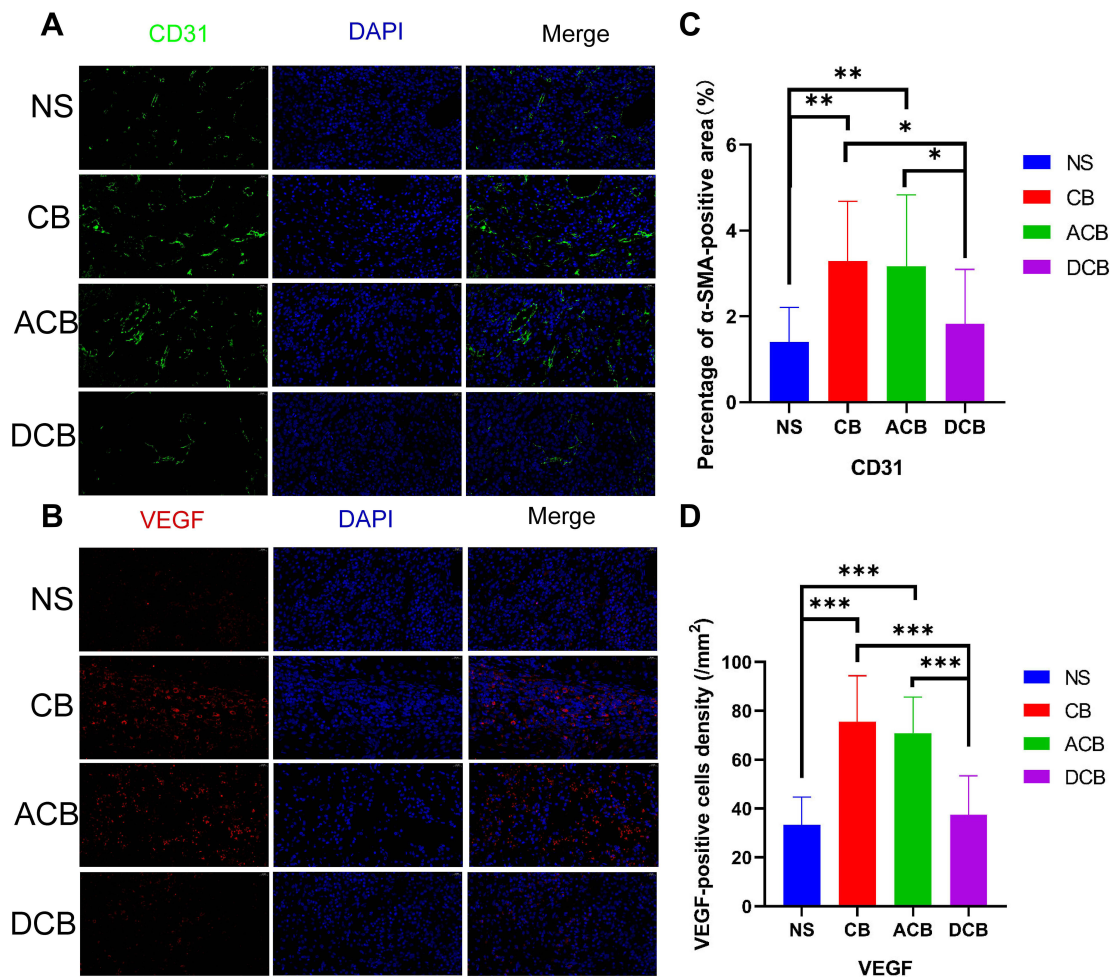 A
CD31 DAPI Merge
NS
CB
ACB
DCB
B
VEGF DAPI Merge
NS
CB
ACB
DCB
C
Percentage of α-SMA-positive area(%)
6
4
2
0
**
**
*
*
NS CB ACB DCB
CD31
NS
CB
ACB
DCB
D
VEGF-positive cells density (/mm²)
100
80
60
40
20
0
***
***
***
***
NS CB ACB DCB
VEGF
NS
CB
ACB
DCB